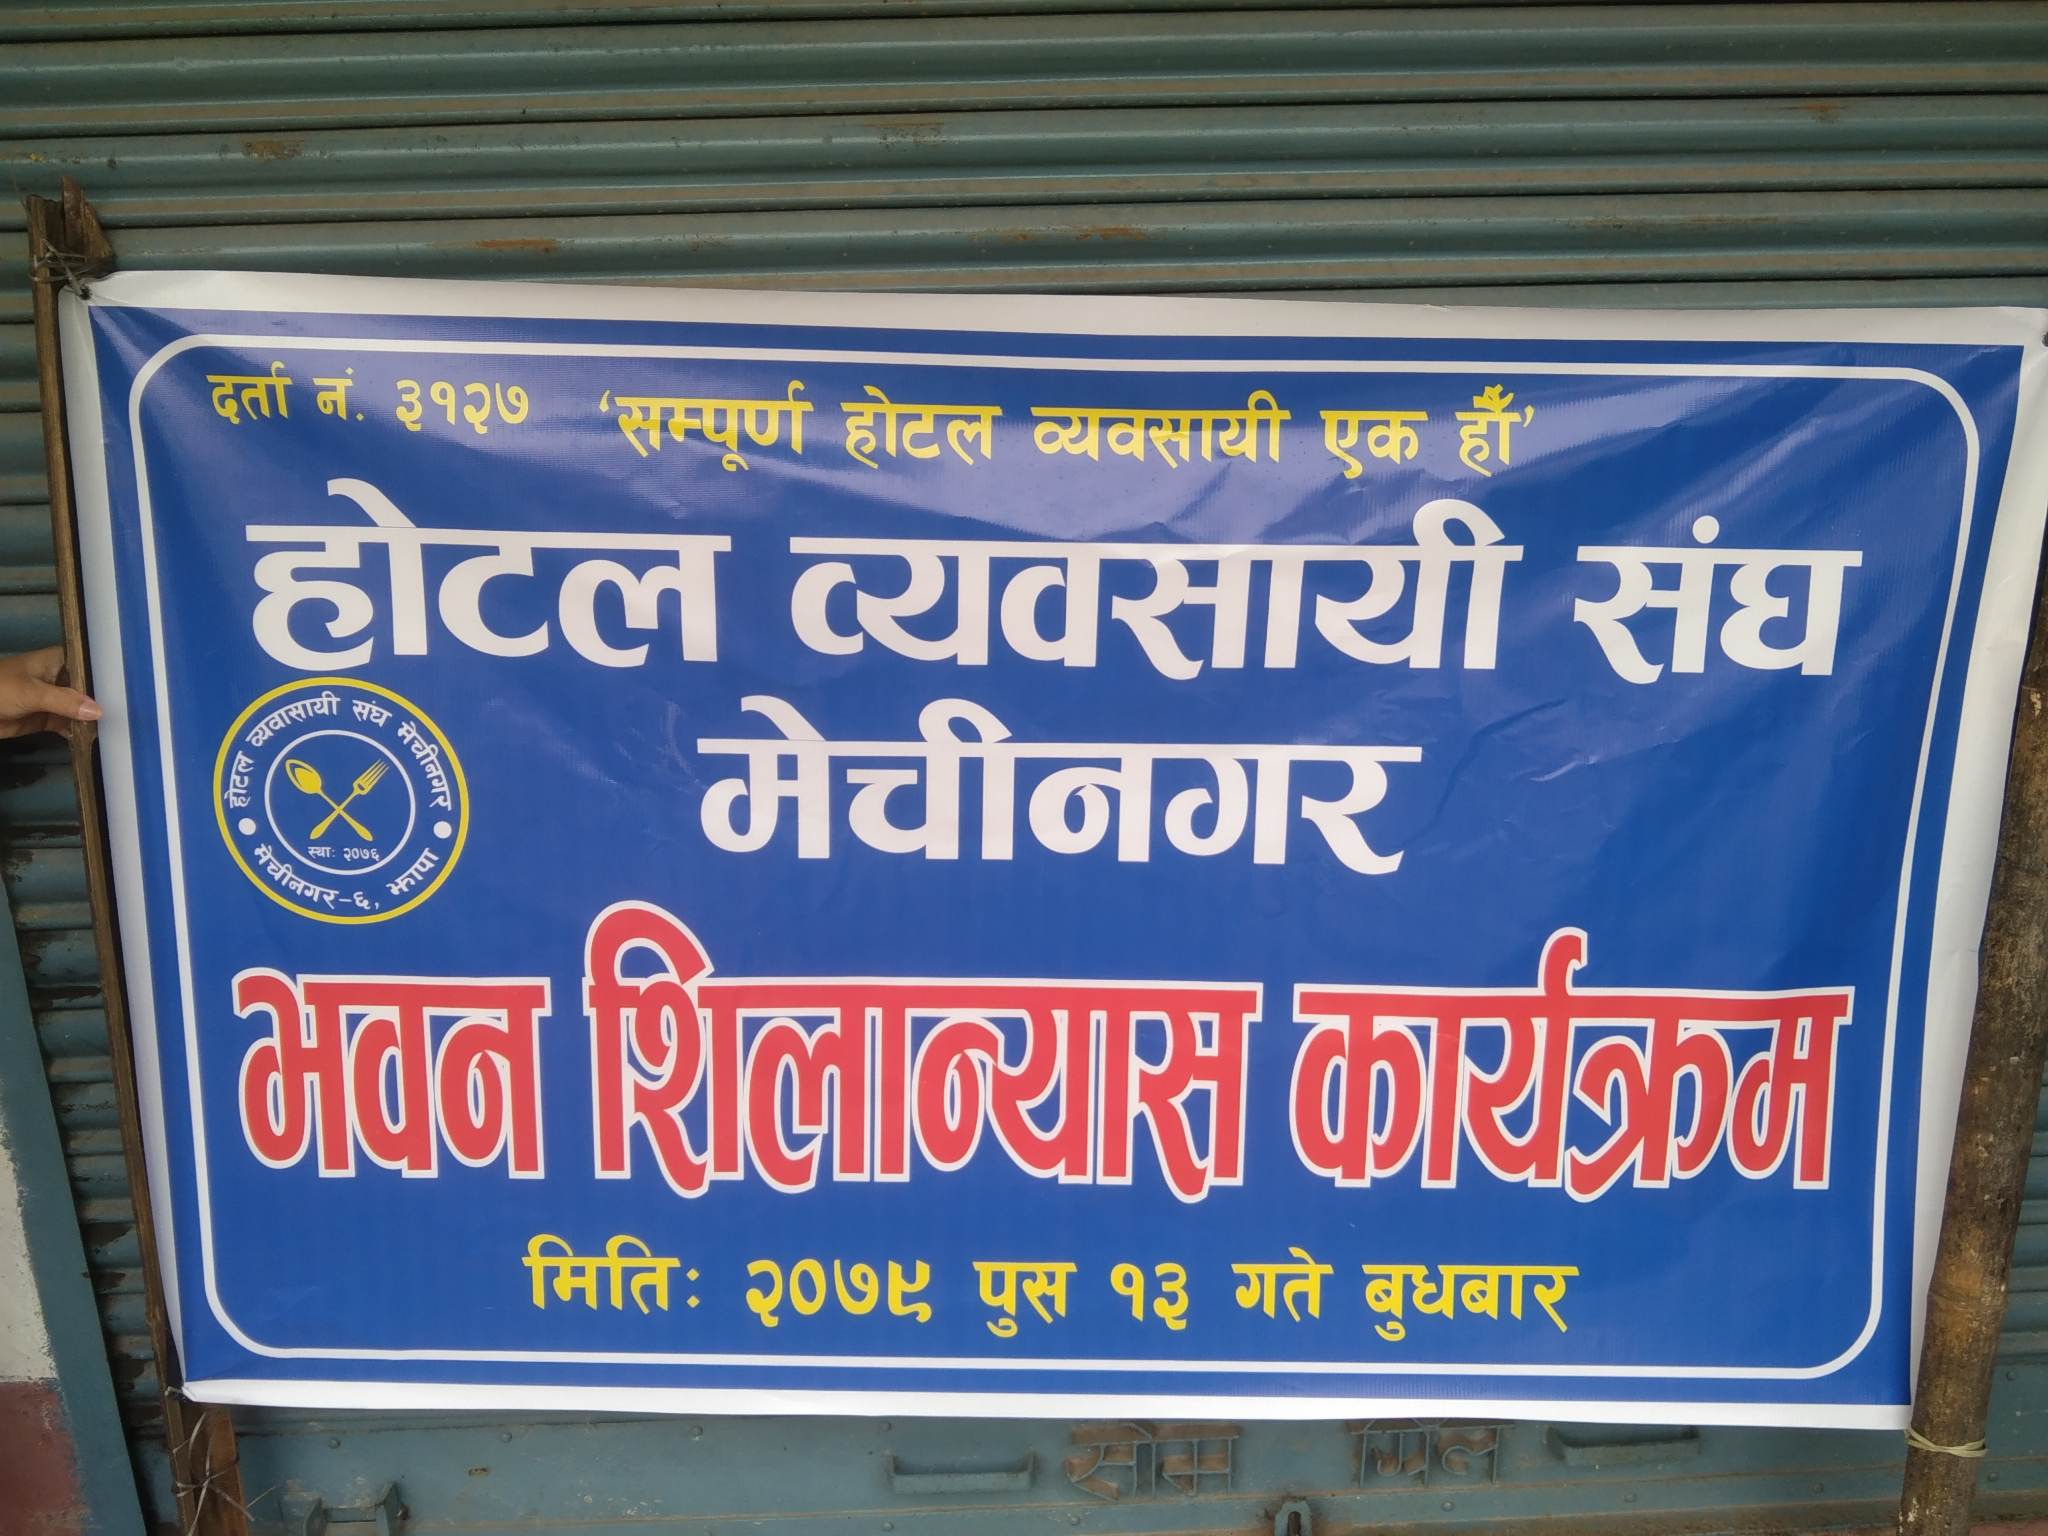 दर्ता नं. ३१२७ ‘सम्पूर्ण होटल व्यवसायी एक हौँ’
होटल व्यवसायी संघ
मेचीनगर
होटल व्यवासायी संघ मेचीनगर
स्था: २०७६
मेचीनगर-६, झापा
भवन शिलान्यास कार्यक्रम
मिति: २०७९ पुस १३ गते बुधबार